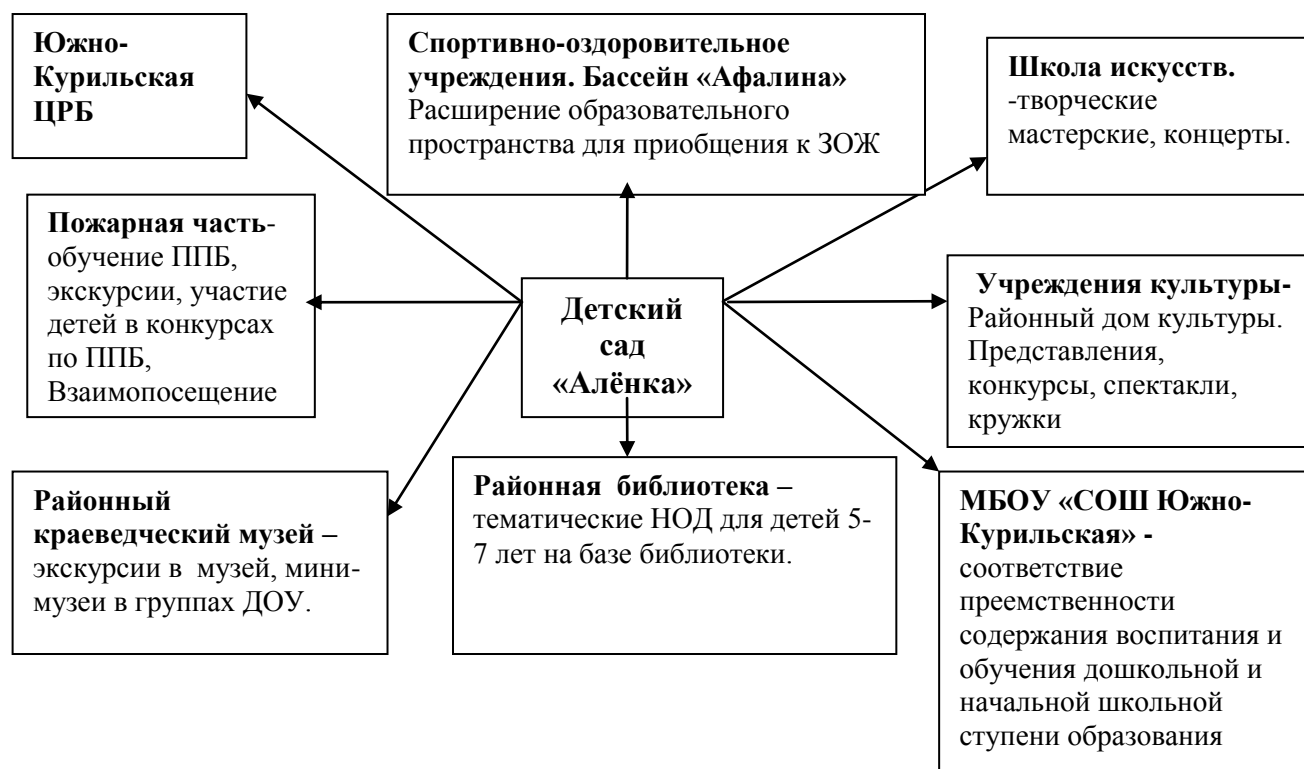 Южно-
Курильская
ЦРБ
Спортивно-оздоровительное
учреждения. Бассейн «Афалина»
Расширение образовательного
пространства для приобщения к ЗОЖ
Школа искусств.
-творческие
мастерские, концерты.
Пожарная часть-
обучение ППБ,
экскурсии, участие
детей в конкурсах
по ППБ,
Взаимопосещение
Детский
сад
«Алёнка»
Учреждения культуры-
Районный дом культуры.
Представления,
конкурсы, спектакли,
кружки
Районный
краеведческий музей –
экскурсии в музей, мини-
музеи в группах ДОУ.
Районная библиотека –
тематические НОД для детей 5-
7 лет на базе библиотеки.
МБОУ «СОШ Южно-
Курильская» -
соответствие
преемственности
содержания воспитания и
обучения дошкольной и
начальной школьной
ступени образования